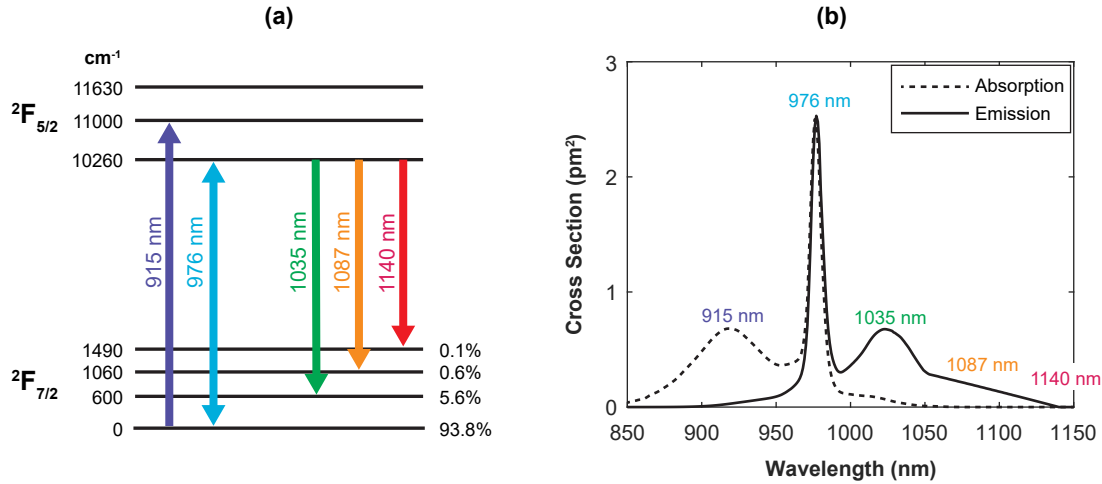 (a)
cm⁻¹
11630
²F₅/₂
11000
10260
915 nm
976 nm
1035 nm
1087 nm
1140 nm
1490
0.1%
²F₇/₂
1060
0.6%
600
5.6%
0
93.8%
(b)
3
2
1
0
Cross Section (pm²)
976 nm
Absorption
Emission
915 nm
1035 nm
1087 nm
1140 nm
850
900
950
1000
1050
1100
1150
Wavelength (nm)